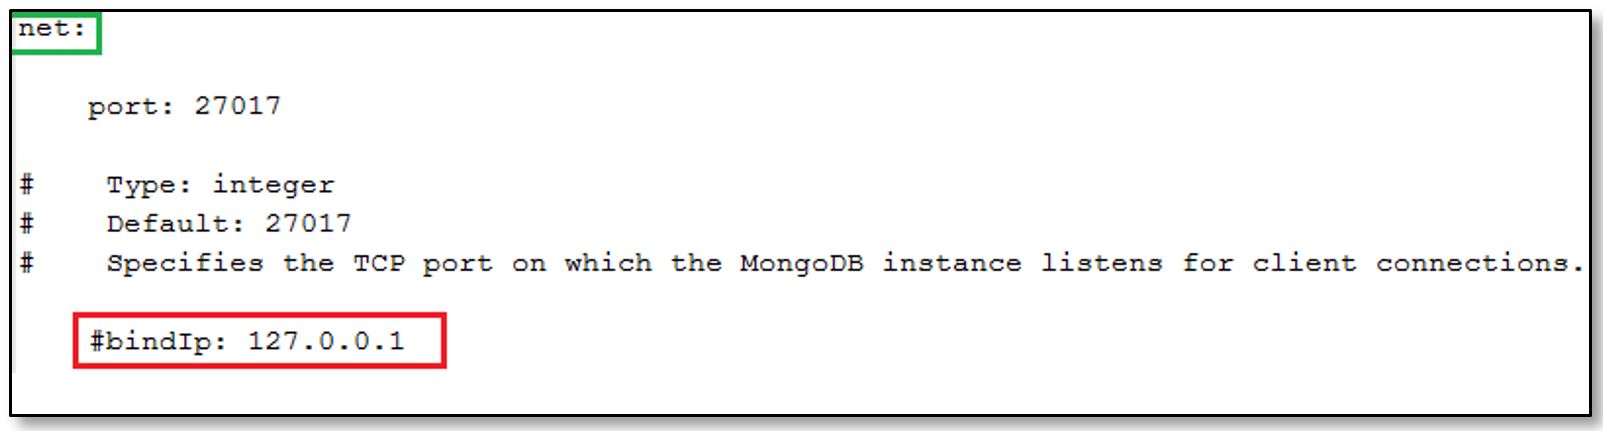 net:
port: 27017
# Type: integer
# Default: 27017
# Specifies the TCP port on which the MongoDB instance listens for client connections.
#bindIp: 127.0.0.1